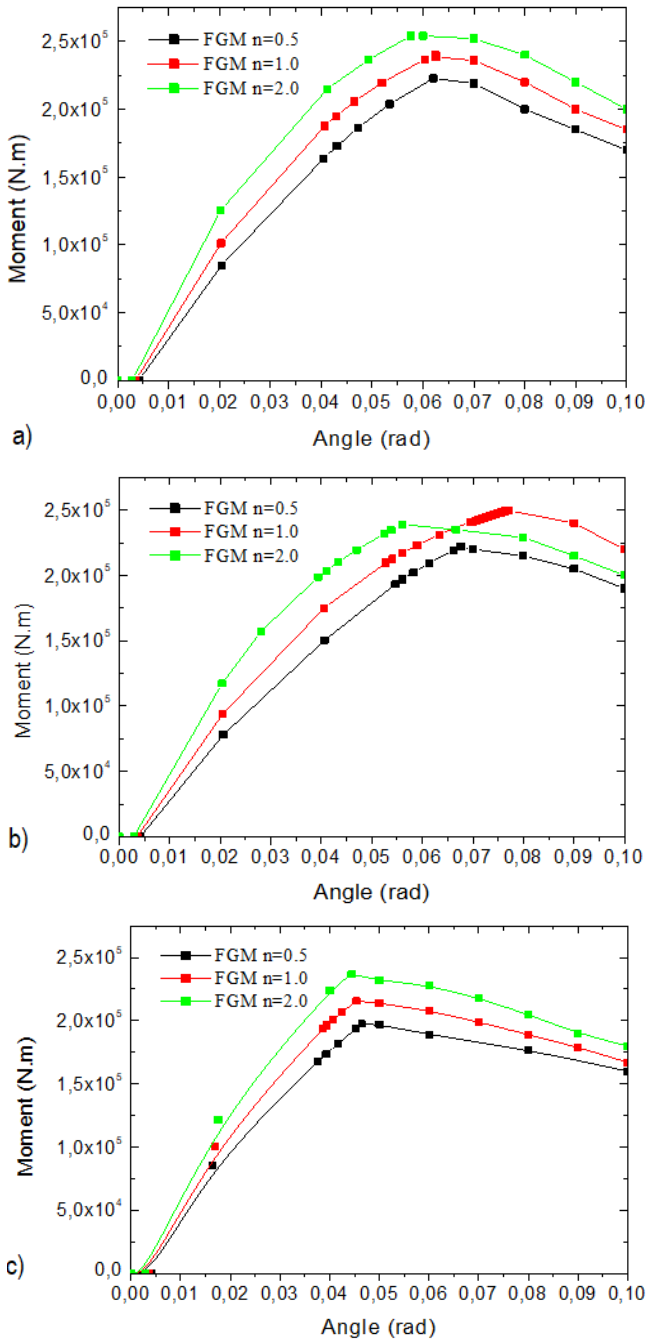 2,5x10⁵
2,0x10⁵
1,5x10⁵
1,0x10⁵
5,0x10⁴
0,0
Moment (N.m)
FGM n=0.5
FGM n=1.0
FGM n=2.0
0,00 0,01 0,02 0,03 0,04 0,05 0,06 0,07 0,08 0,09 0,10
Angle (rad)
a)
2,5x10⁵
2,0x10⁵
1,5x10⁵
1,0x10⁵
5,0x10⁴
0,0
Moment (N.m)
FGM n=0.5
FGM n=1.0
FGM n=2.0
0,00 0,01 0,02 0,03 0,04 0,05 0,06 0,07 0,08 0,09 0,10
Angle (rad)
b)
2,5x10⁵
2,0x10⁵
1,5x10⁵
1,0x10⁵
5,0x10⁴
0,0
Moment (N.m)
FGM n=0.5
FGM n=1.0
FGM n=2.0
0,00 0,01 0,02 0,03 0,04 0,05 0,06 0,07 0,08 0,09 0,10
Angle (rad)
c)